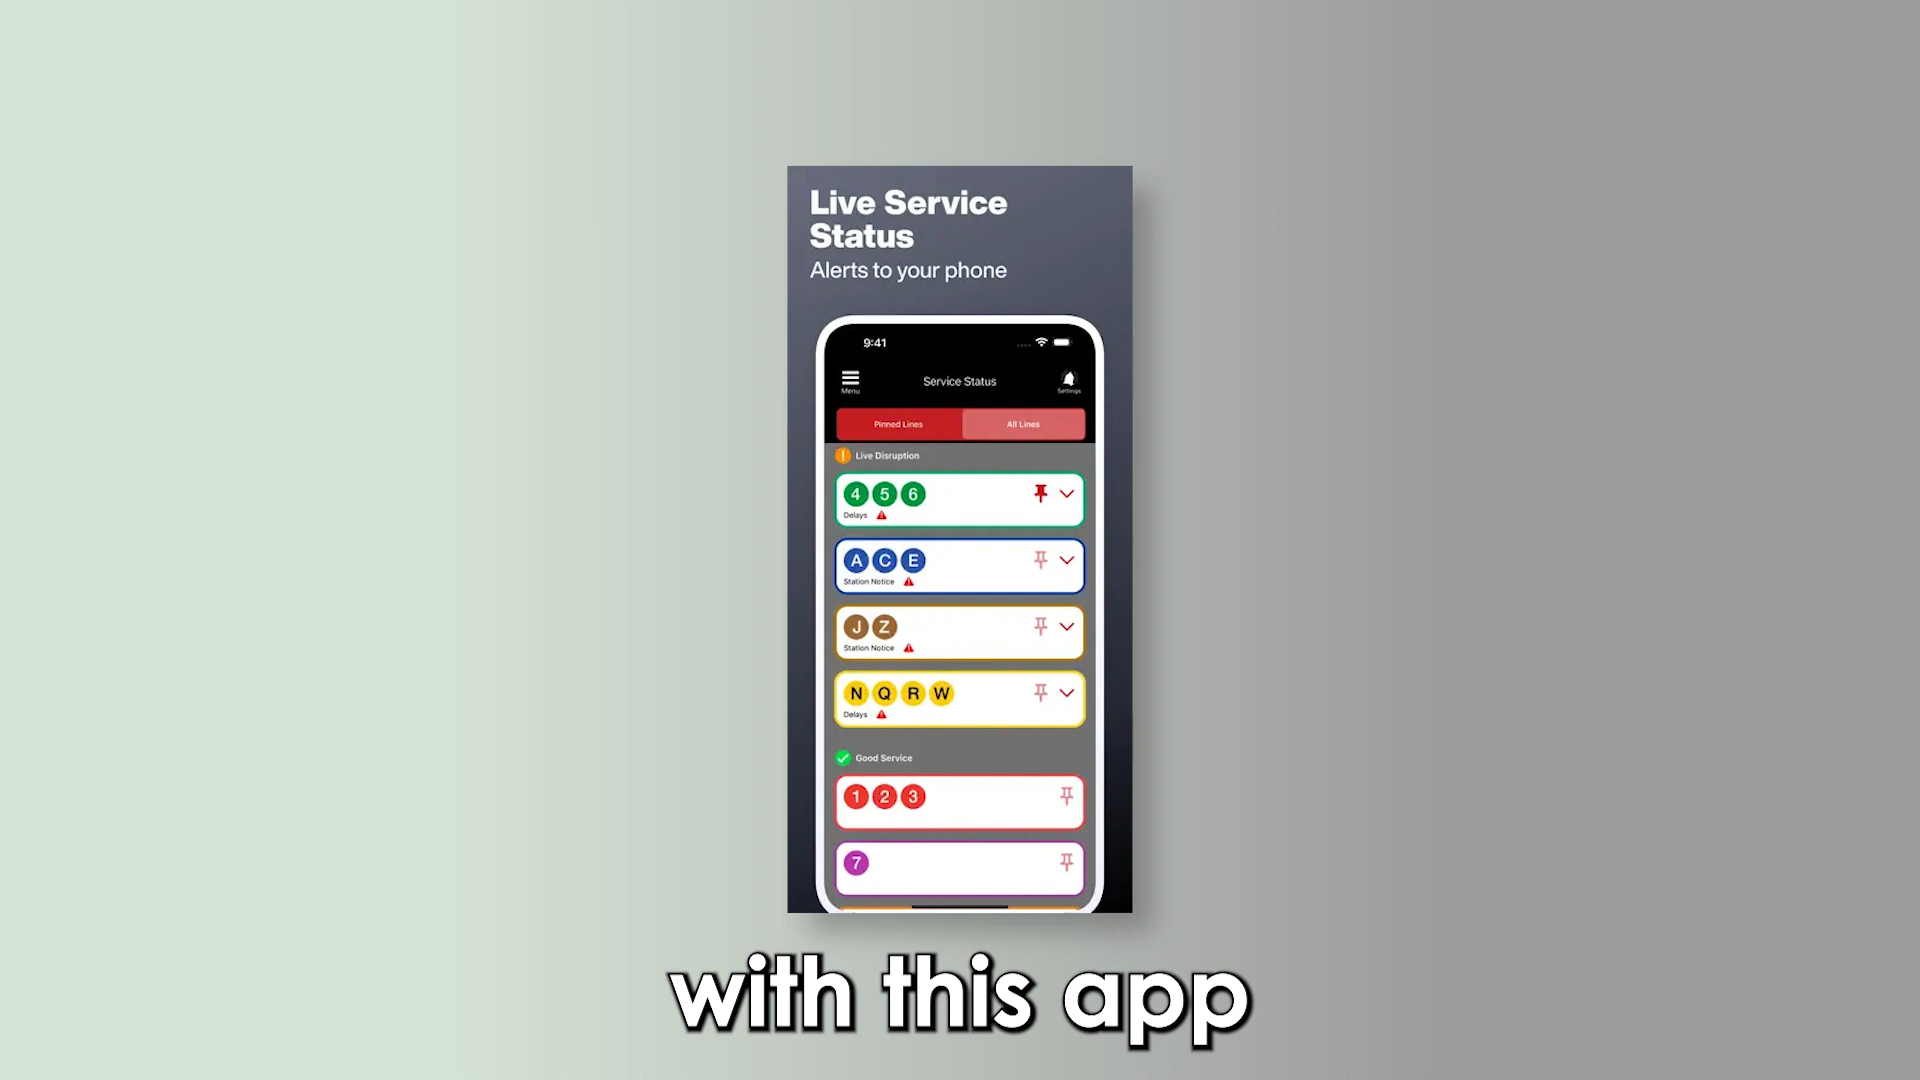 Live Service
Status
Alerts to your phone
9:41
Menu
Service Status
Settings
Pinned Lines
All Lines
! Live Disruption
4 5 6
Delays
A C E
Station Notice
J Z
Station Notice
N Q R W
Delays
Good Service
1 2 3
7
with this app